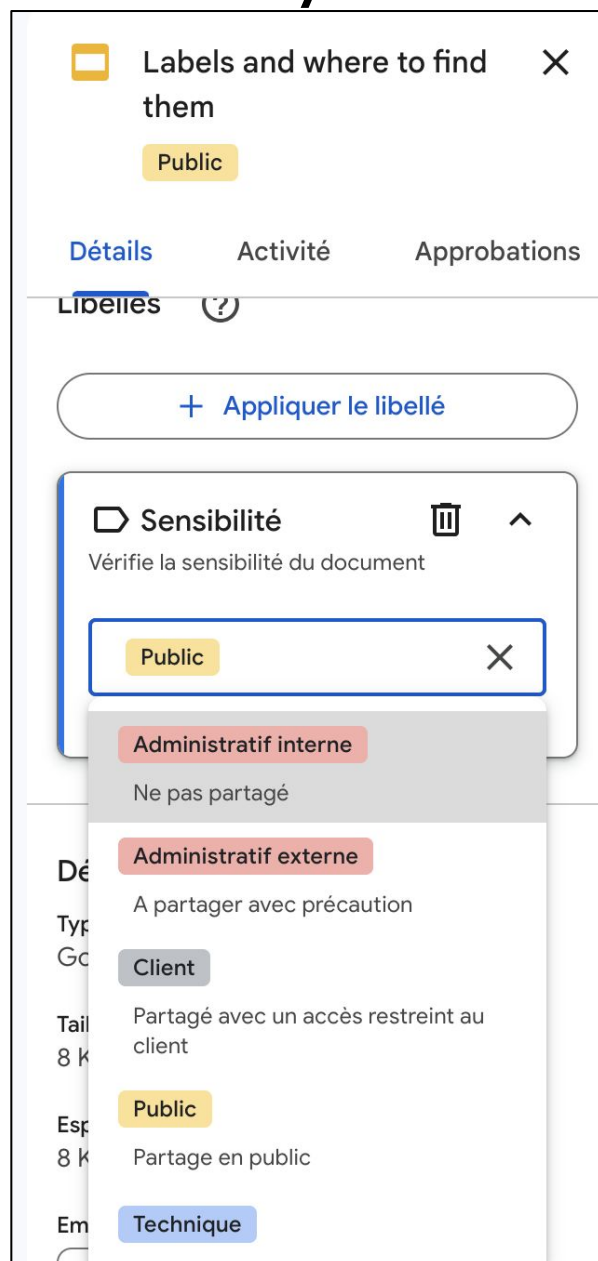 Labels and where to find
them
Public
Détails Activité Approbations
Libellés
+ Appliquer le libellé
Sensibilité
Vérifie la sensibilité du document
Public
Administratif interne
Ne pas partagé
Administratif externe
A partager avec précaution
Client
Partagé avec un accès restreint au
client
Public
Partage en public
Technique
8 K
8 K